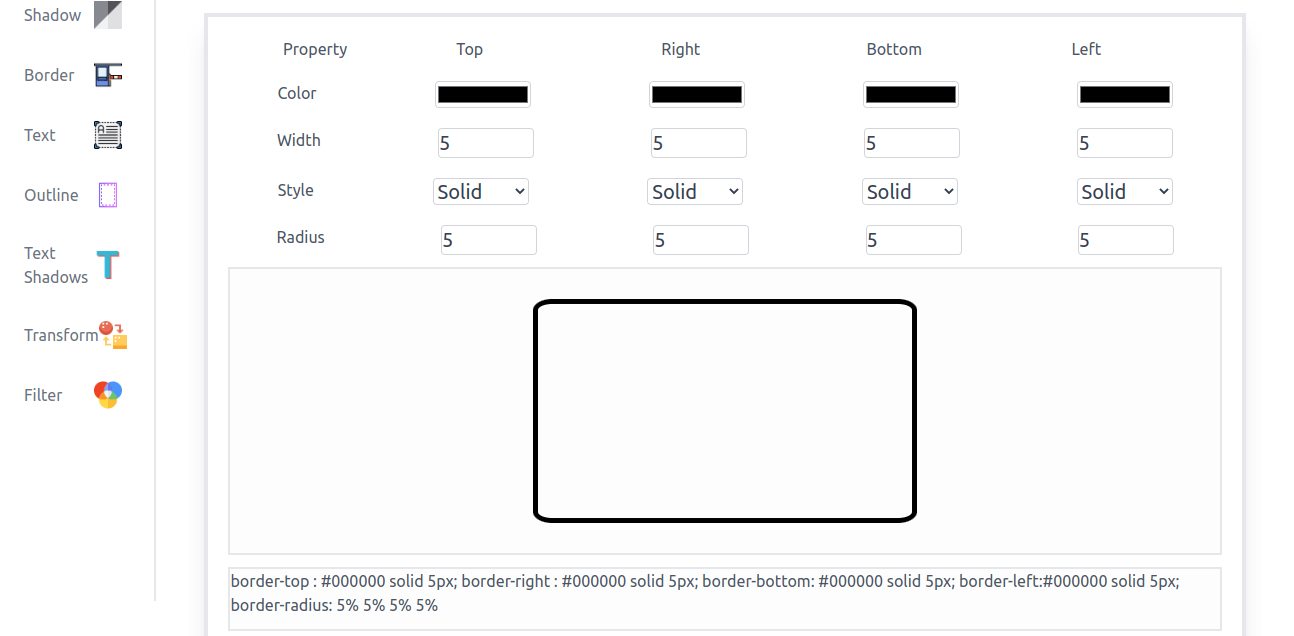 Shadow
Border
Text
Outline
Text
Shadows
Transform
Filter
Property Top Right Bottom Left
Color
Width 5 5 5 5
Style Solid Solid Solid Solid
Radius 5 5 5 5
border-top : #000000 solid 5px; border-right : #000000 solid 5px; border-bottom: #000000 solid 5px; border-left:#000000 solid 5px;
border-radius: 5% 5% 5% 5%